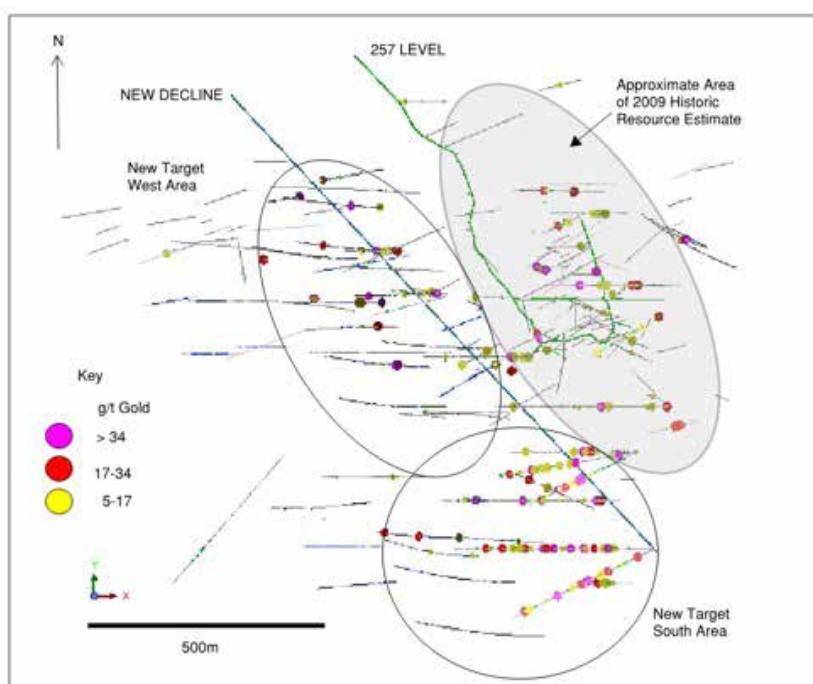 N
257 LEVEL
NEW DECLINE
Approximate Area
of 2009 Historic
Resource Estimate
New Target
West Area
Key
g/t Gold
> 34
17-34
5-17
Y
X
500m
New Target
South Area